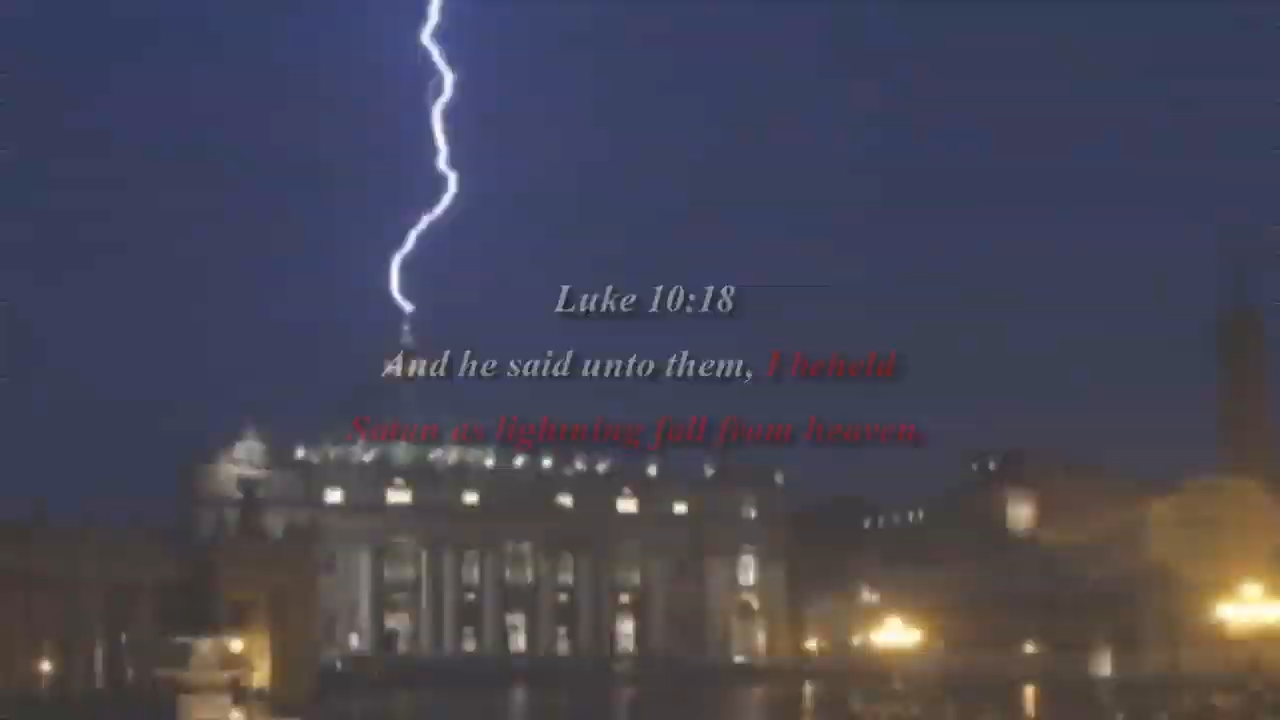 Luke 10:18
And he said unto them, I beheld
Satan as lightning fall from heaven.